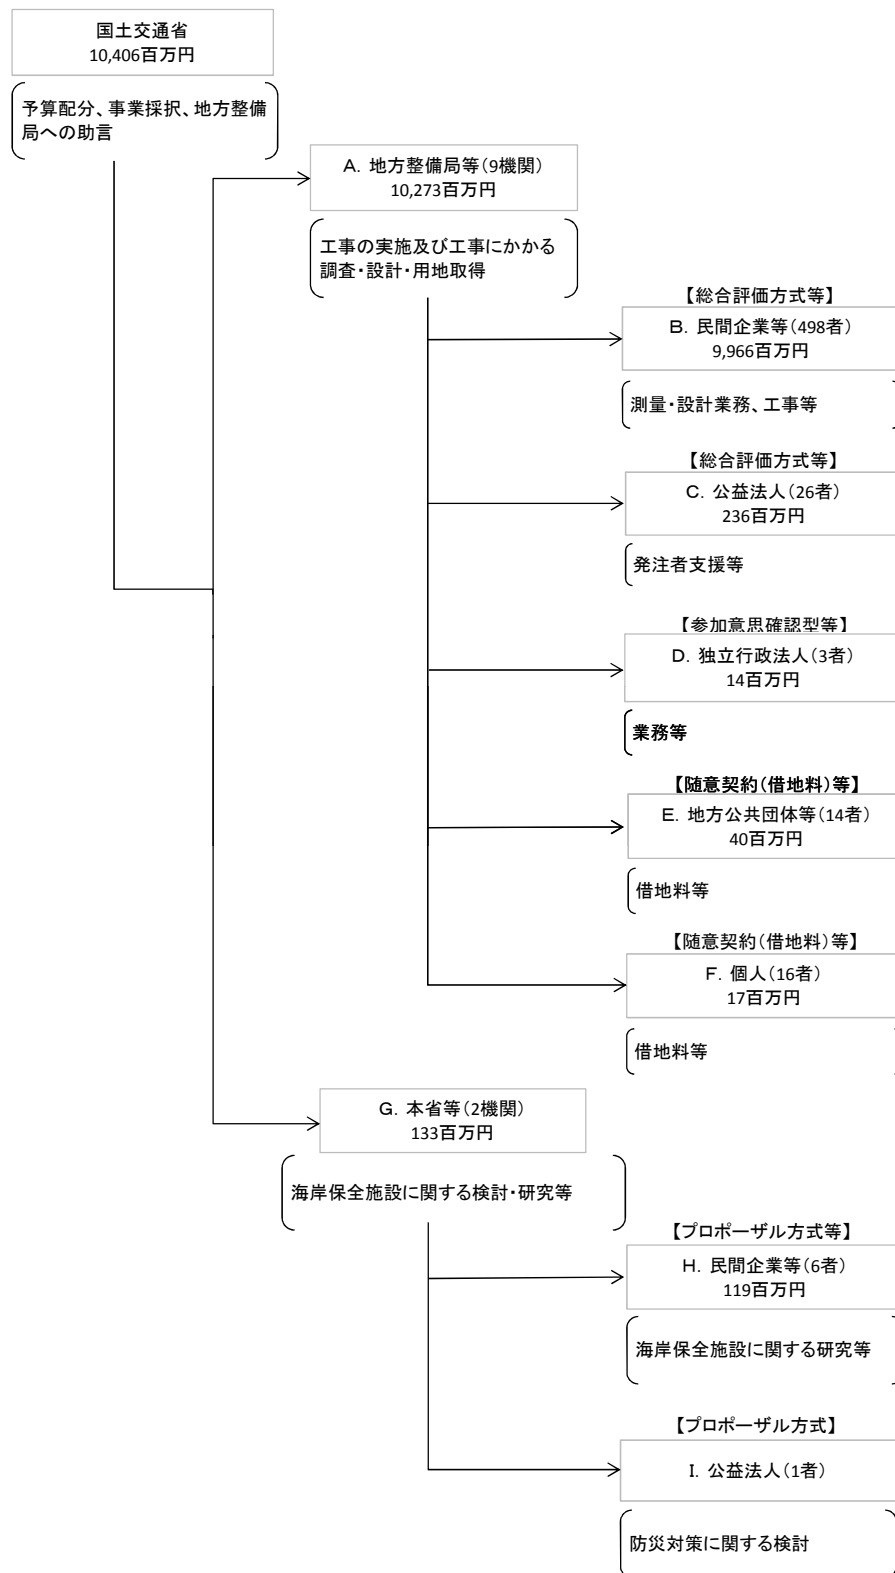 国土交通省
10,406百万円
予算配分、事業採択、地方整備
局への助言
A. 地方整備局等(9機関)
10,273百万円
工事の実施及び工事にかかる
調査・設計・用地取得
【総合評価方式等】
B. 民間企業等(498者)
9,966百万円
測量・設計業務、工事等
【総合評価方式等】
C. 公益法人(26者)
236百万円
発注者支援等
【参加意思確認型等】
D. 独立行政法人(3者)
14百万円
業務等
【随意契約(借地料)等】
E. 地方公共団体等(14者)
40百万円
借地料等
【随意契約(借地料)等】
F. 個人(16者)
17百万円
借地料等
G. 本省等(2機関)
133百万円
海岸保全施設に関する検討・研究等
【プロポーザル方式等】
H. 民間企業等(6者)
119百万円
海岸保全施設に関する研究等
【プロポーザル方式】
I. 公益法人(1者)
防災対策に関する検討